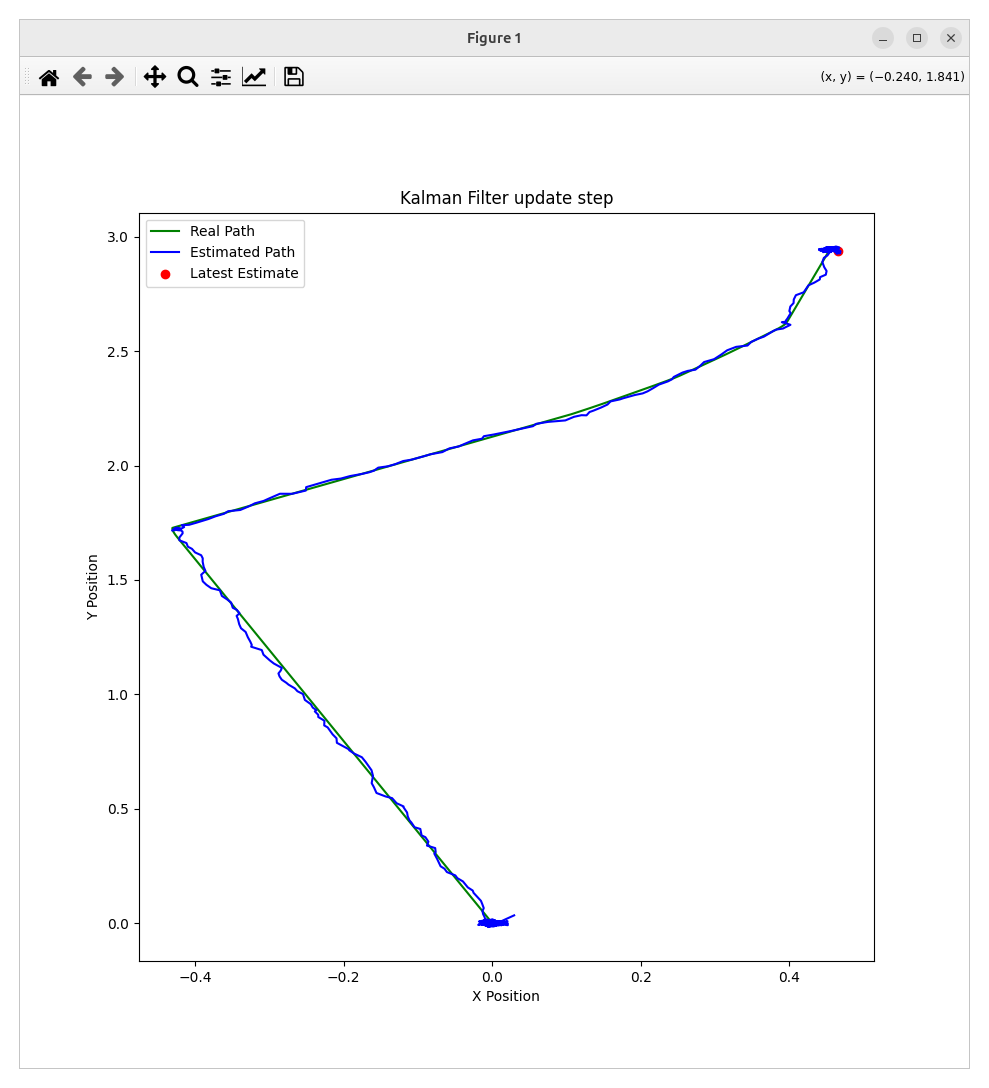 Figure 1
(x, y) = (−0.240, 1.841)
Kalman Filter update step
Real Path
Estimated Path
Latest Estimate
3.0
2.5
2.0
1.5
1.0
0.5
0.0
Y Position
−0.4
−0.2
0.0
0.2
0.4
X Position